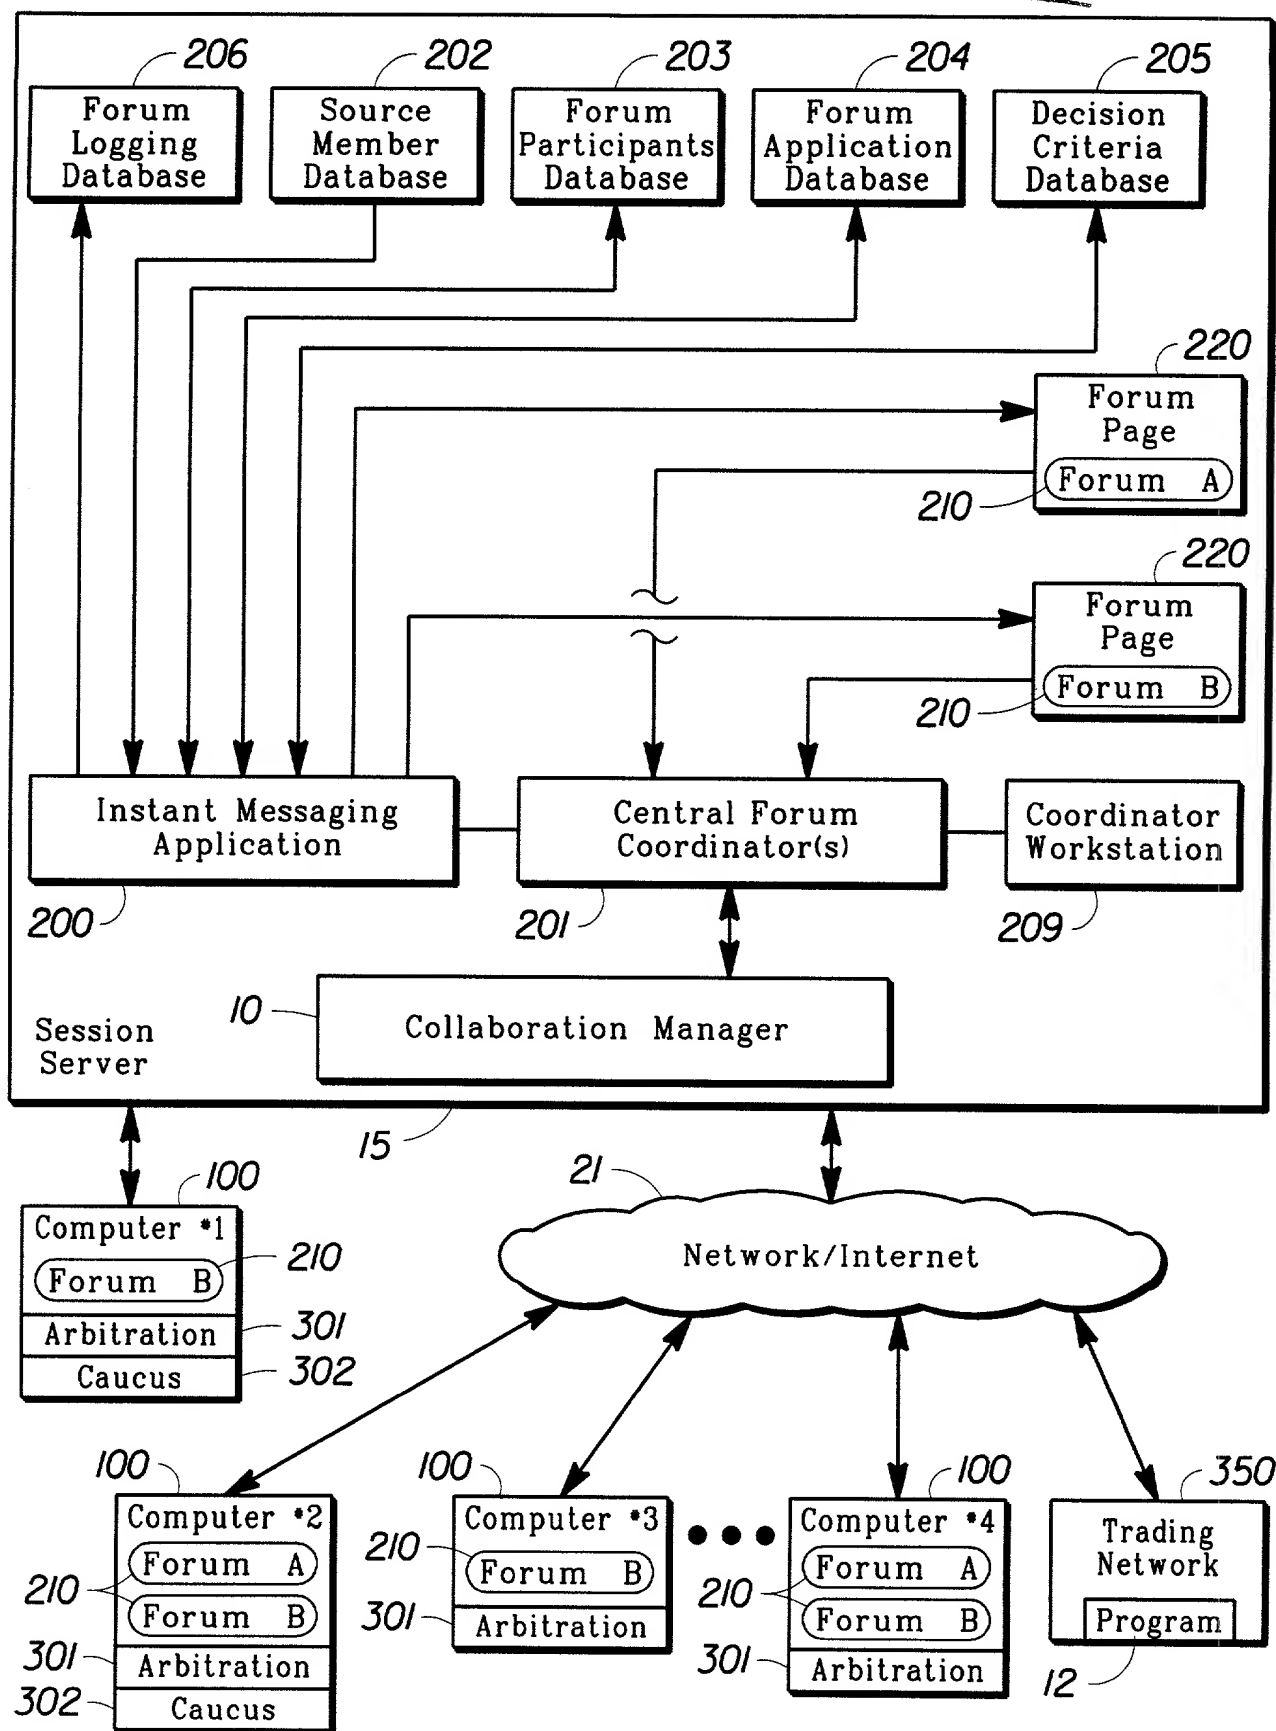 206
202
203
204
205
Forum
Logging
Database
Source
Member
Database
Forum
Participants
Database
Forum
Application
Database
Decision
Criteria
Database
220
Forum
Page
Forum A
210
220
Forum
Page
Forum B
210
Instant Messaging
Application
Central Forum
Coordinator(s)
Coordinator
Workstation
200
201
209
10
Collaboration Manager
Session
Server
15
100
Computer #1
Forum B
210
Arbitration
301
Caucus
302
21
Network/Internet
100
Computer #2
Forum A
210
Forum B
301
Arbitration
302
Caucus
100
Computer #3
210
Forum B
301
Arbitration
100
Computer #4
Forum A
210
Forum B
301
Arbitration
350
Trading
Network
Program
12